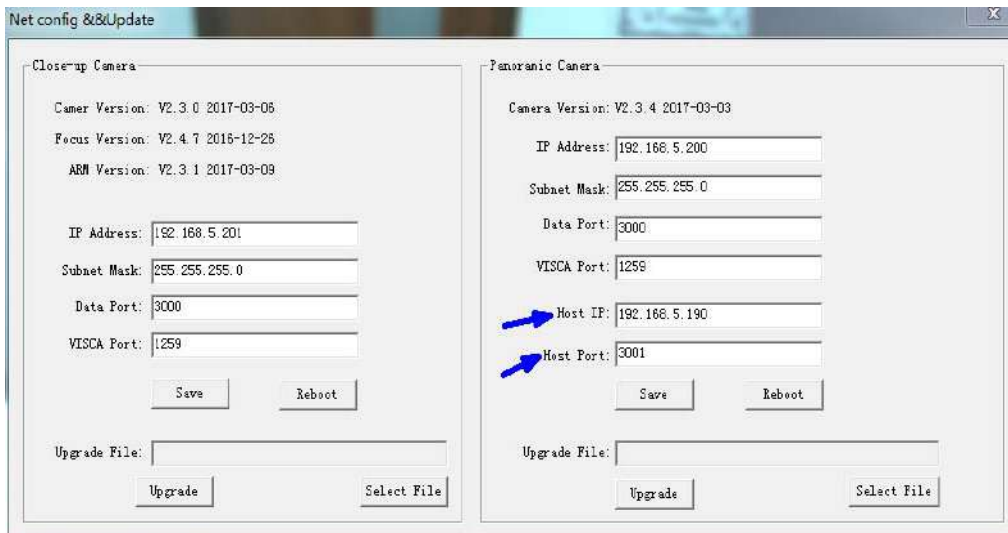 Net config &&Update
Close-up Camera
Camer Version: V2.3.0 2017-03-06
Focus Version: V2.4.7 2016-12-26
ARM Version: V2.3.1 2017-03-09
IP Address: 192.168.5.201
Subnet Mask: 255.255.255.0
Data Port: 3000
VISCA Port: 1259
Save Reboot
Upgrade File:
Upgrade Select File
Panoramic Camera
Camera Version: V2.3.4 2017-03-03
IP Address: 192.168.5.200
Subnet Mask: 255.255.255.0
Data Port: 3000
VISCA Port: 1259
Host IP: 192.168.5.190
Host Port: 3001
Save Reboot
Upgrade File:
Upgrade Select File